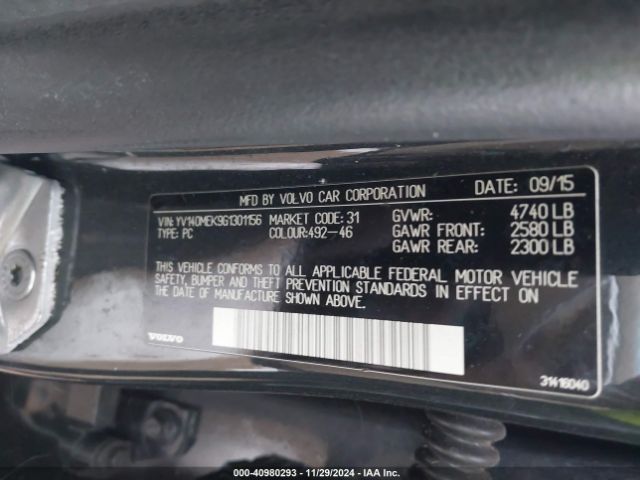 MFD BY VOLVO CAR CORPORATION DATE: 09/15
VIN: YV140MEK9G1301156 MARKET CODE: 31 GVWR: 4740 LB
TYPE: PC COLOUR:492-46 GAWR FRONT: 2580 LB
GAWR REAR: 2300 LB
THIS VEHICLE CONFORMS TO ALL APPLICABLE FEDERAL MOTOR VEHICLE
SAFETY, BUMPER AND THEFT PREVENTION STANDARDS IN EFFECT ON
THE DATE OF MANUFACTURE SHOWN ABOVE.
VOLVO
31416040
000-40980293 - 11/29/2024 - IAA Inc.